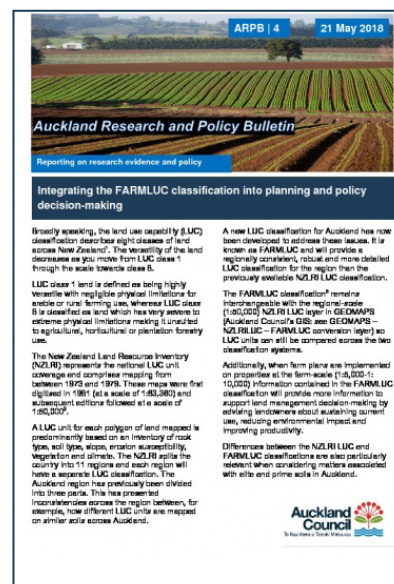 ARPB | 4
21 May 2018
Auckland Research and Policy Bulletin
Reporting on research evidence and policy
Integrating the FARMLUC classification into planning and policy
decision-making
Broadly speaking, the land use capability (LUC)
classification describes eight classes of land
across New Zealand¹. The versatility of the land
decreases as you move from LUC class 1
through the scale towards class 8.
LUC class 1 land is defined as being highly
versatile with negligible physical limitations for
arable or rural farming use, whereas LUC class
8 is classified as land which has very severe to
extreme physical limitations making it unsuited
to agricultural, horticultural or plantation forestry
use.
The New Zealand Land Resource Inventory
(NZLRI) represents the national LUC unit
coverage and comprises mapping from
between 1973 and 1979. These maps were first
digitised in 1981 (at a scale of 1:63,360) and
subsequent editions followed at a scale of
1:50,000².
A LUC unit for each polygon of land mapped is
predominantly based on an inventory of rock
type, soil type, slope, erosion susceptibility,
vegetation and climate. The NZLRI splits the
country into 11 regions and each region will
have a separate LUC classification. The
Auckland region has previously been divided
into three parts. This has presented
inconsistencies across the region between, for
example, how different LUC units are mapped
on similar soils across Auckland.
A new LUC classification for Auckland has now
been developed to address these issues. It is
known as FARMLUC and will provide a
regionally consistent, robust and more detailed
LUC classification for the region than the
previously available NZLRI LUC classification.
The FARMLUC classification³ remains
interchangeable with the regional-scale
(1:50,000) NZLRI LUC layer in GEOMAPS
(Auckland Council's GIS: see GEOMAPS –
NZLRILUC – FARMLUC conversion layer) so
LUC units can still be compared across the two
classification systems.
Additionally, when farm plans are implemented
on properties at the farm-scale (1:5,000-1:
10,000) information contained in the FARMLUC
classification will provide more information to
support land management decision-making by
advising landowners about sustaining current
use, reducing environmental impact and
improving productivity.
Differences between the NZLRI LUC and
FARMLUC classifications are also particularly
relevant when considering matters associated
with elite and prime soils in Auckland.
Auckland
Council
Te Kaunihera o Tāmaki Makaurau